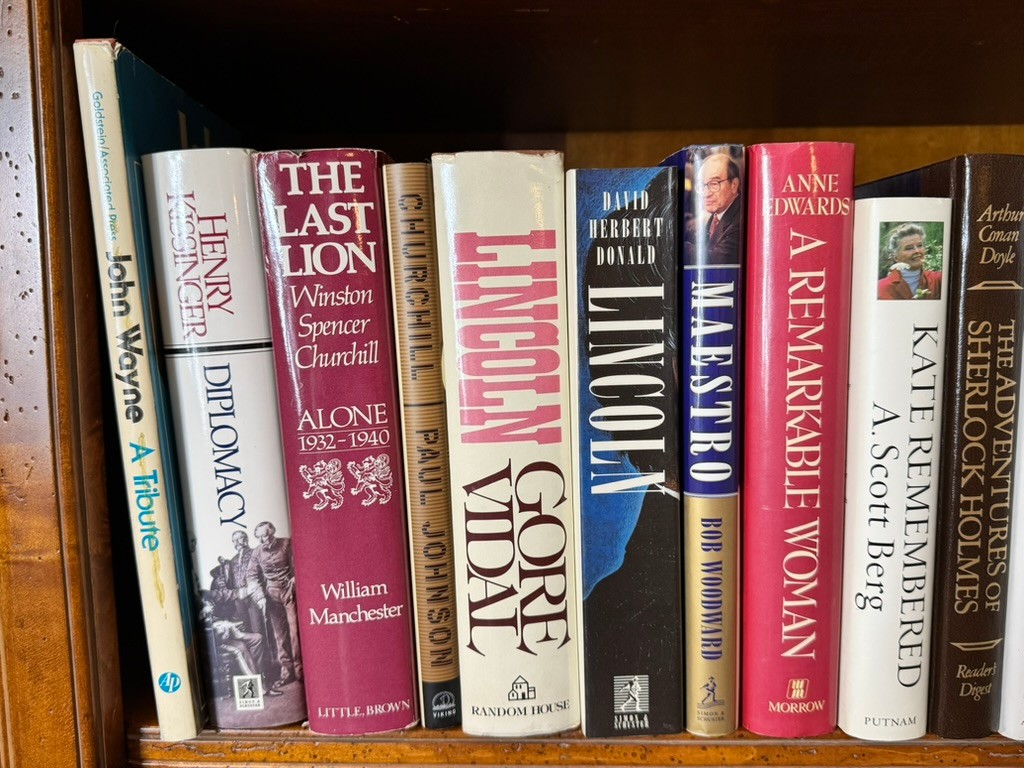 Goldstein/Associated Press
John Wayne A Tribute
AP
HENRY
KISSINGER
DIPLOMACY
SIMON &
SCHUSTER
THE
LAST
LION
Winston
Spencer
Churchill
ALONE
1932-1940
William
Manchester
LITTLE, BROWN
CHURCHILL PAUL JOHNSON
VIKING
LINCOLN
GORE
VIDAL
RANDOM HOUSE
DAVID
HERBERT
DONALD
LINCOLN
SIMON &
SCHUSTER
MAESTRO
BOB WOODWARD
SIMON &
SCHUSTER
ANNE
EDWARDS
A REMARKABLE WOMAN
MORROW
KATE REMEMBERED
A. Scott Berg
PUTNAM
Arthur
Conan
Doyle
THE ADVENTURES OF
SHERLOCK HOLMES
Reader's
Digest